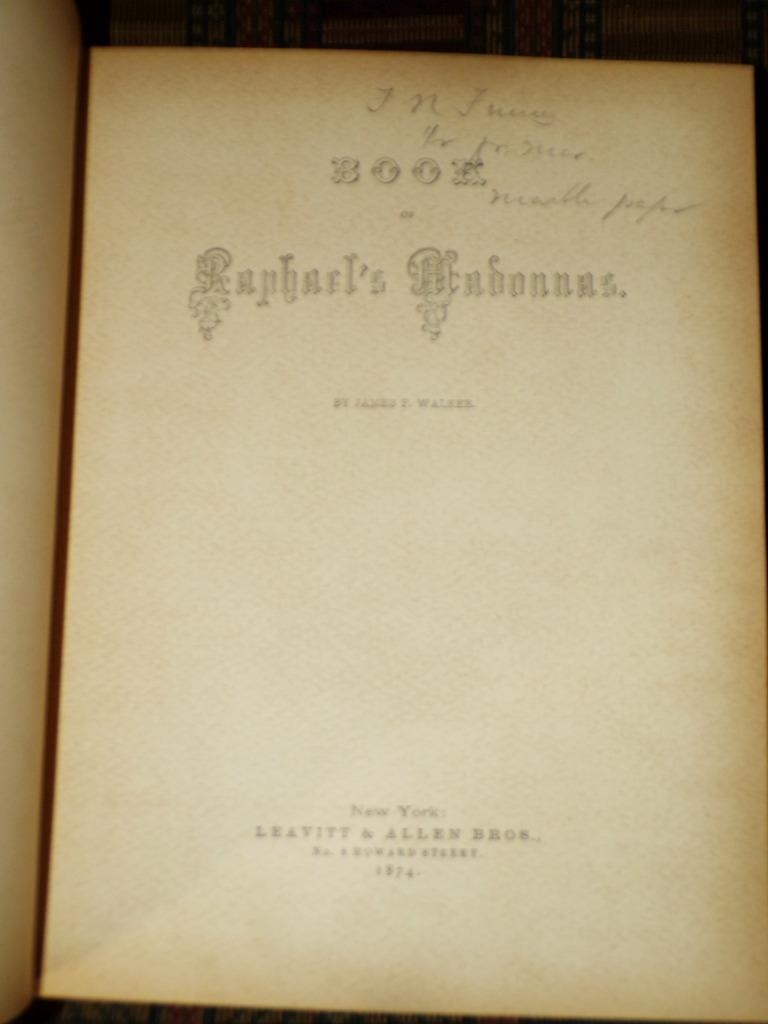 BOOK
OF
Raphael's Madonnas.
BY JAMES P. WALKER.
New York:
LEAVITT & ALLEN BROS.,
No. 8 HOWARD STREET.
1874.